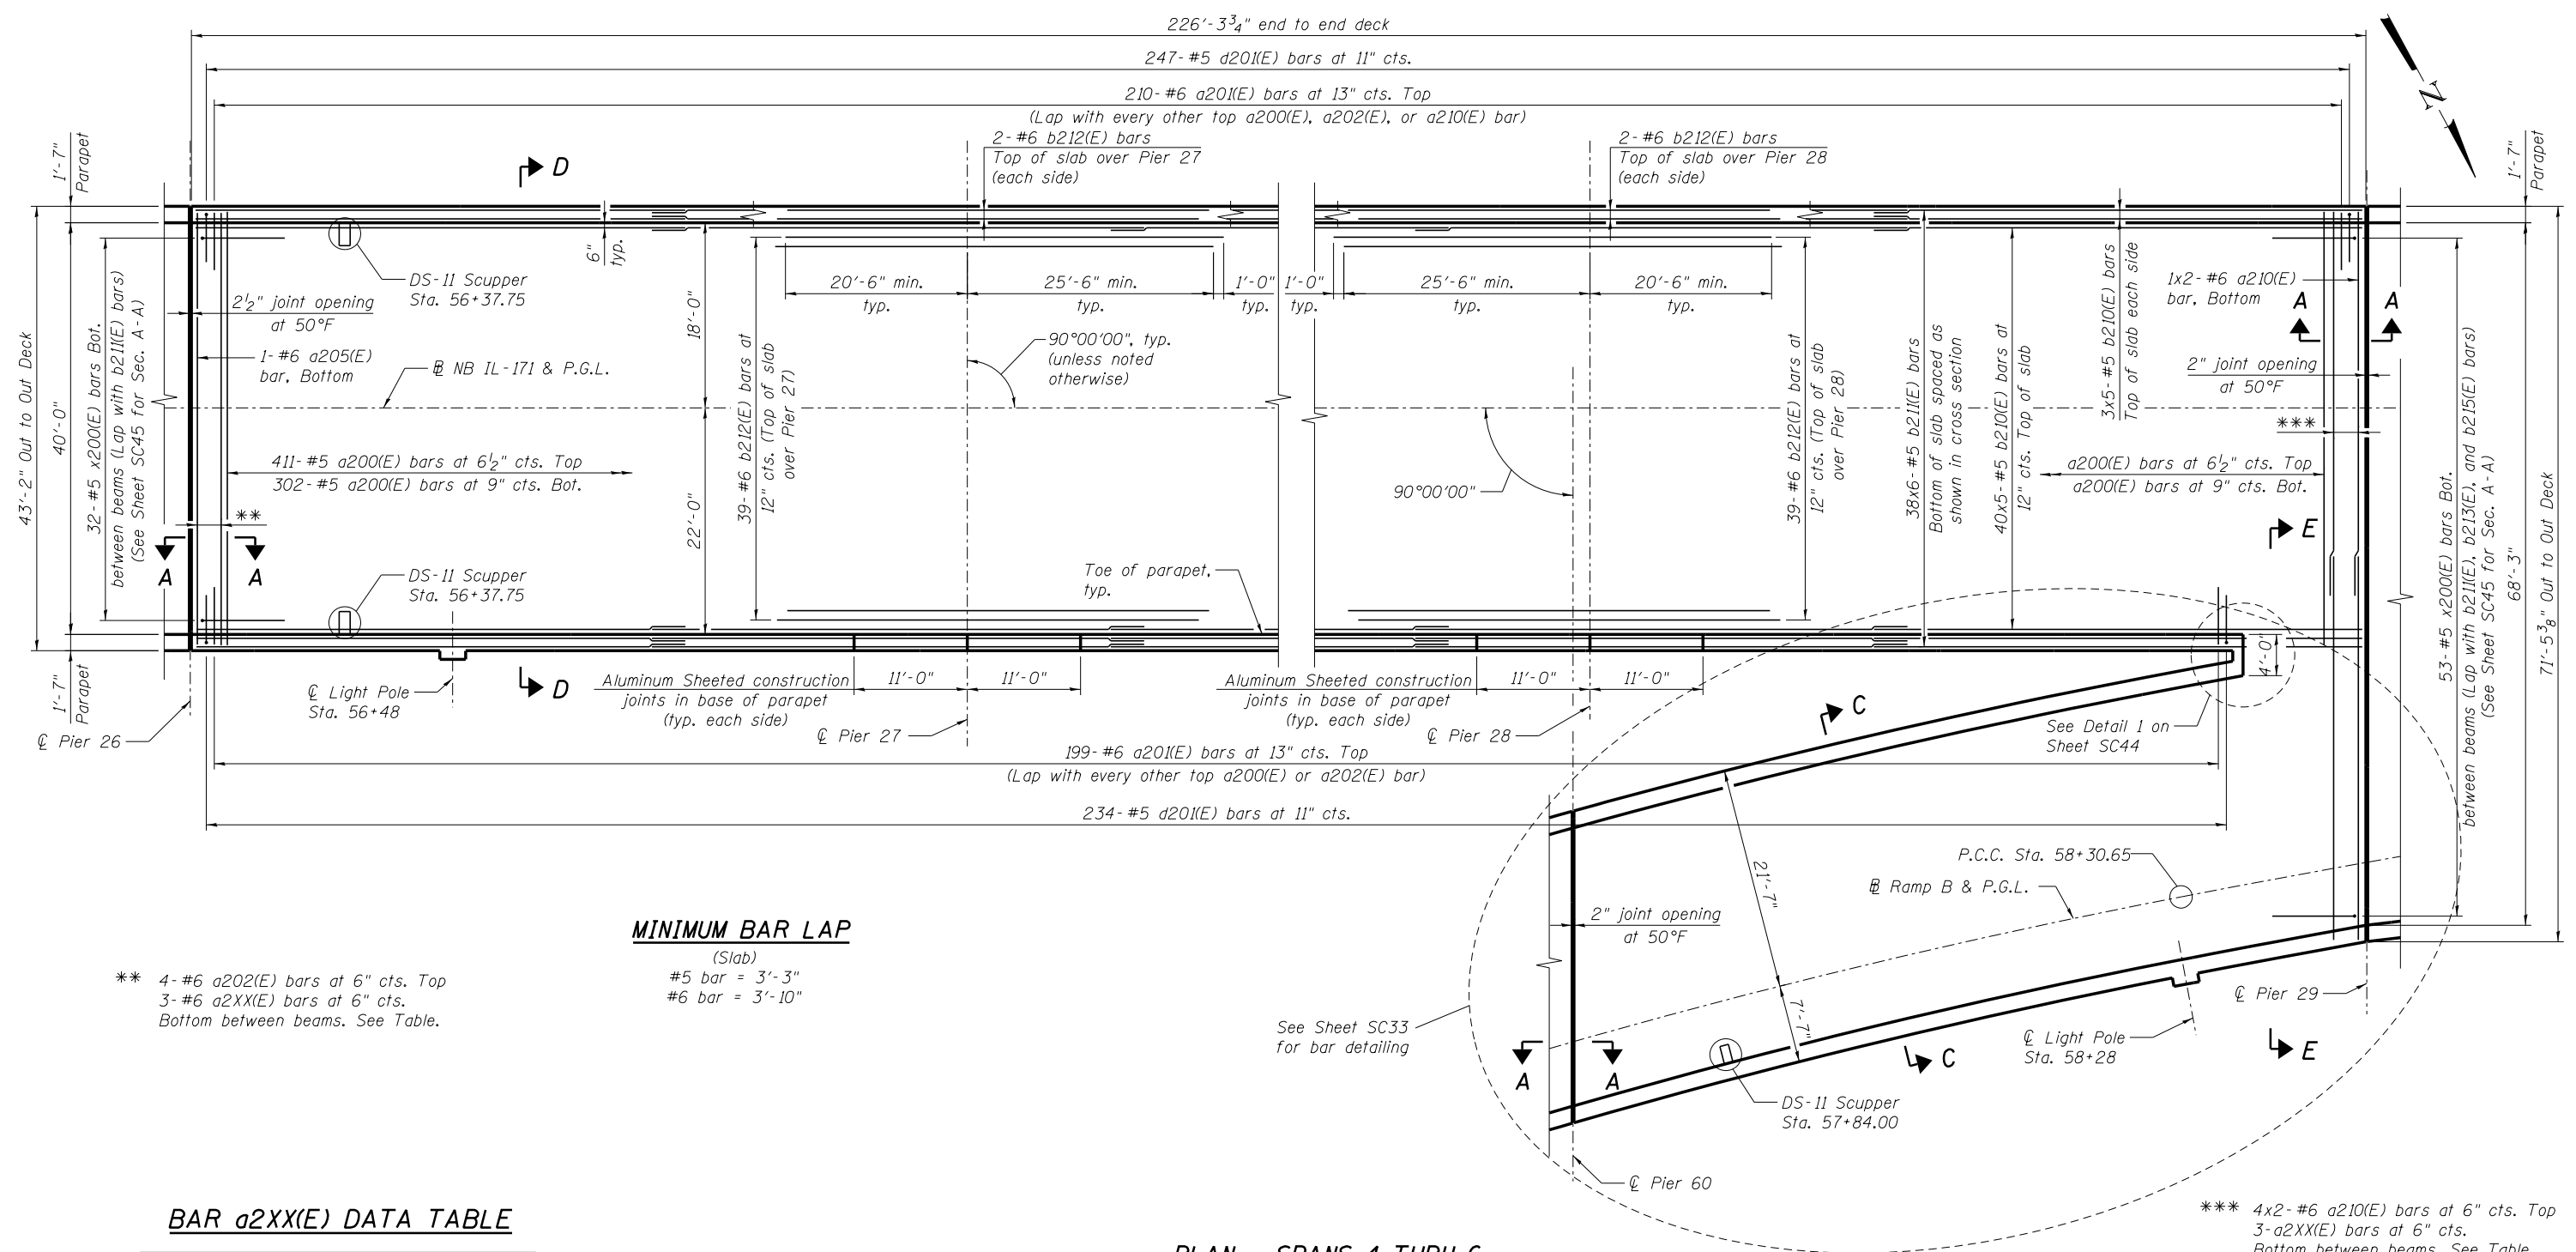 226'-3 3/4" end to end deck
247-#5 d201(E) bars at 11" cts.
210-#6 a201(E) bars at 13" cts. Top
(Lap with every other top a200(E), a202(E), or a210(E) bar)
N
1'-7"
Parapet
D
2-#6 b212(E) bars
Top of slab over Pier 27
(each side)
2-#6 b212(E) bars
Top of slab over Pier 28
(each side)
1'-7"
Parapet
43'-2" Out to Out Deck
40'-0"
32-#5 x200(E) bars Bot.
between beams (Lap with b211(E) bars)
(See Sheet SC45 for Sec. A-A)
DS-11 Scupper
Sta. 56+37.75
2 1/2" joint opening
at 50°F
1-#6 a205(E)
bar, Bottom
℄ NB IL-171 & P.G.L.
6"
typ.
18'-0"
22'-0"
20'-6" min.
typ.
25'-6" min.
typ.
1'-0"
typ.
1'-0"
typ.
25'-6" min.
typ.
20'-6" min.
typ.
90°00'00", typ.
(unless noted
otherwise)
39-#6 b212(E) bars at
12" cts. (Top of slab
over Pier 27)
90°00'00"
39-#6 b212(E) bars at
12" cts. (Top of slab
over Pier 28)
38x6-#5 b211(E) bars
Bottom of slab spaced as
shown in cross section
40x5-#5 b210(E) bars at
12" cts. Top of slab
3x5-#5 b210(E) bars
Top of slab each side
1x2-#6 a210(E)
bar, Bottom
A
A
2" joint opening
at 50°F
***
411-#5 a200(E) bars at 6 1/2" cts. Top
302-#5 a200(E) bars at 9" cts. Bot.
a200(E) bars at 6 1/2" cts. Top
a200(E) bars at 9" cts. Bot.
**
A
A
E
DS-11 Scupper
Sta. 56+37.75
Toe of parapet,
typ.
53-#5 x200(E) bars Bot.
between beams (Lap with b211(E), b213(E), and b215(E) bars)
(See Sheet SC45 for Sec. A-A)
68'-3"
71'-5 3/8" Out to Out Deck
1'-7"
Parapet
℄ Light Pole
Sta. 56+48
D
Aluminum Sheeted construction
joints in base of parapet
(typ. each side)
11'-0"
11'-0"
Aluminum Sheeted construction
joints in base of parapet
(typ. each side)
11'-0"
11'-0"
4'-0"
℄ Pier 26
℄ Pier 27
℄ Pier 28
C
See Detail 1 on
Sheet SC44
199-#6 a201(E) bars at 13" cts. Top
(Lap with every other top a200(E) or a202(E) bar)
234-#5 d201(E) bars at 11" cts.
P.C.C. Sta. 58+30.65
℄ Ramp B & P.G.L.
21'-7"
7'-7"
2" joint opening
at 50°F
MINIMUM BAR LAP
(Slab)
#5 bar = 3'-3"
#6 bar = 3'-10"
** 4-#6 a202(E) bars at 6" cts. Top
3-#6 a2XX(E) bars at 6" cts.
Bottom between beams. See Table.
See Sheet SC33
for bar detailing
A
A
C
℄ Pier 29
℄ Light Pole
Sta. 58+28
E
DS-11 Scupper
Sta. 57+84.00
℄ Pier 60
BAR a2XX(E) DATA TABLE
PLAN - SPANS 4 THRU 6
*** 4x2-#6 a210(E) bars at 6" cts. Top
3-a2XX(E) bars at 6" cts.
Bottom between beams. See Table